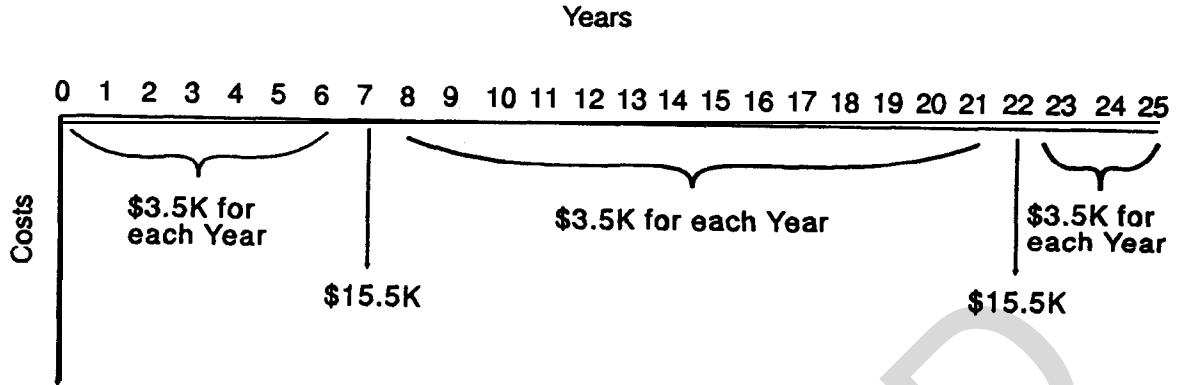 Years
0 1 2 3 4 5 6 7 8 9 10 11 12 13 14 15 16 17 18 19 20 21 22 23 24 25
Costs
$3.5K for
each Year
$15.5K
$3.5K for each Year
$15.5K
$3.5K for
each Year